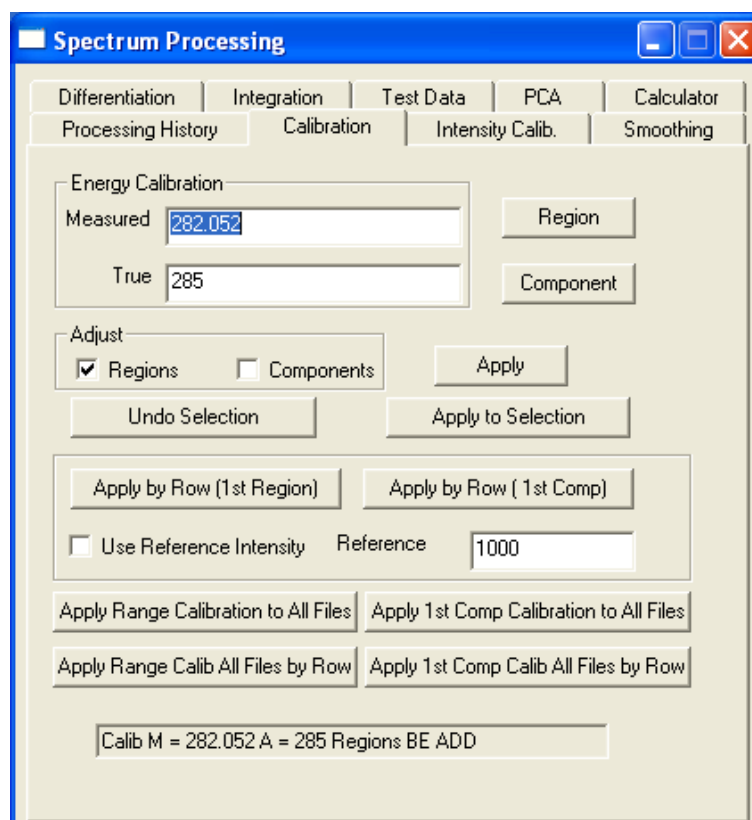 Spectrum Processing
Differentiation Integration Test Data PCA Calculator
Processing History Calibration Intensity Calib. Smoothing
Energy Calibration
Measured 282.052 Region
True 285 Component
Adjust
Regions Components Apply
Undo Selection Apply to Selection
Apply by Row (1st Region) Apply by Row ( 1st Comp)
Use Reference Intensity Reference 1000
Apply Range Calibration to All Files Apply 1st Comp Calibration to All Files
Apply Range Calib All Files by Row Apply 1st Comp Calib All Files by Row
Calib M = 282.052 A = 285 Regions BE ADD